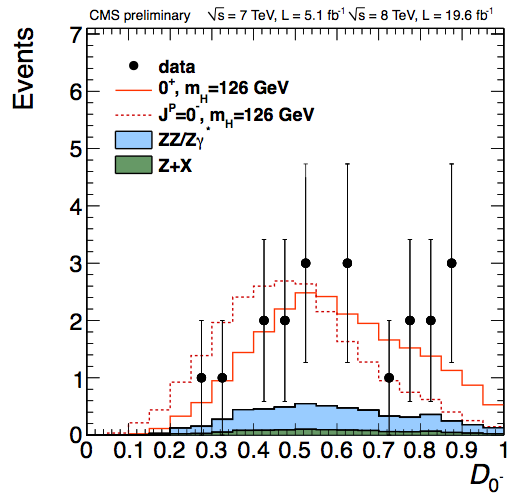 CMS preliminary √s = 7 TeV, L = 5.1 fb⁻¹ √s = 8 TeV, L = 19.6 fb⁻¹
Events
7
6
5
4
3
2
1
0
data
0⁺, m_H=126 GeV
J^P=0⁻, m_H=126 GeV
ZZ/Zγ*
Z+X
0 0.1 0.2 0.3 0.4 0.5 0.6 0.7 0.8 0.9 1
D_0⁻